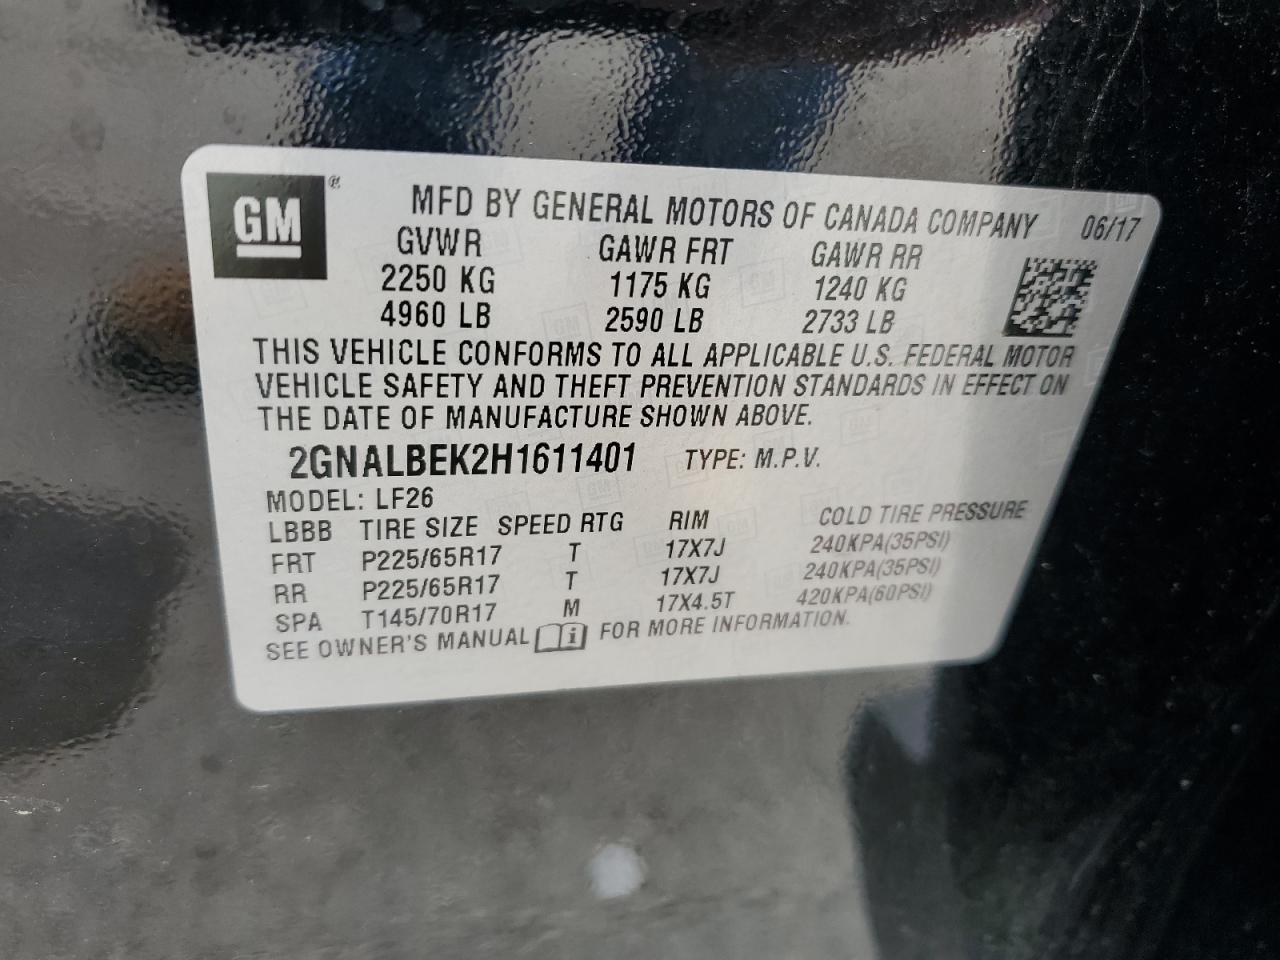 GM®
MFD BY GENERAL MOTORS OF CANADA COMPANY 06/17
GVWR GAWR FRT GAWR RR
2250 KG 1175 KG 1240 KG
4960 LB 2590 LB 2733 LB
THIS VEHICLE CONFORMS TO ALL APPLICABLE U.S. FEDERAL MOTOR
VEHICLE SAFETY AND THEFT PREVENTION STANDARDS IN EFFECT ON
THE DATE OF MANUFACTURE SHOWN ABOVE.
2GNALBEK2H1611401 TYPE: M.P.V.
MODEL: LF26
LBBB TIRE SIZE SPEED RTG RIM COLD TIRE PRESSURE
FRT P225/65R17 T 17X7J 240KPA(35PSI)
RR P225/65R17 T 17X7J 240KPA(35PSI)
SPA T145/70R17 M 17X4.5T 420KPA(60PSI)
SEE OWNER'S MANUAL FOR MORE INFORMATION.